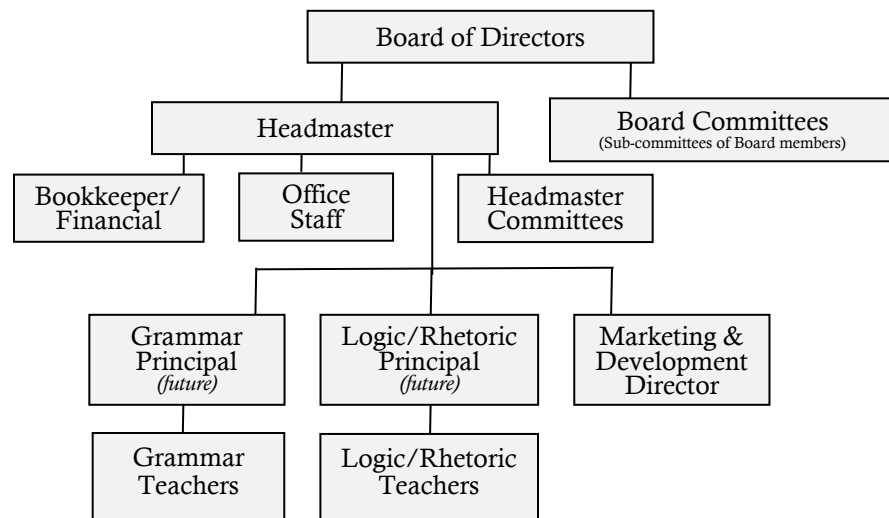 Board of Directors
Headmaster
Board Committees
(Sub-committees of Board members)
Bookkeeper/
Financial
Office
Staff
Headmaster
Committees
Grammar
Principal
(future)
Logic/Rhetoric
Principal
(future)
Marketing &
Development
Director
Grammar
Teachers
Logic/Rhetoric
Teachers